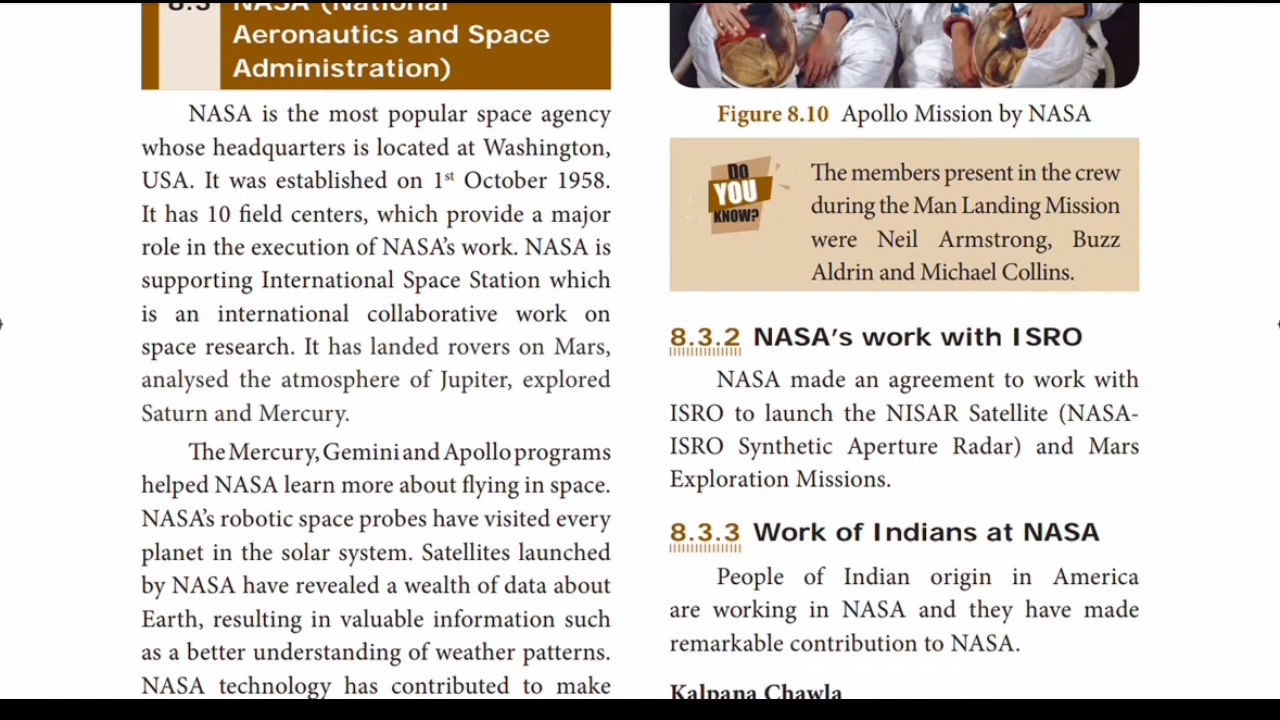 8.3 NASA (National
Aeronautics and Space
Administration)
NASA is the most popular space agency
whose headquarters is located at Washington,
USA. It was established on 1st October 1958.
It has 10 field centers, which provide a major
role in the execution of NASA's work. NASA is
supporting International Space Station which
is an international collaborative work on
space research. It has landed rovers on Mars,
analysed the atmosphere of Jupiter, explored
Saturn and Mercury.
The Mercury, Gemini and Apollo programs
helped NASA learn more about flying in space.
NASA's robotic space probes have visited every
planet in the solar system. Satellites launched
by NASA have revealed a wealth of data about
Earth, resulting in valuable information such
as a better understanding of weather patterns.
NASA technology has contributed to make
Figure 8.10 Apollo Mission by NASA
DO
YOU
KNOW?
The members present in the crew
during the Man Landing Mission
were Neil Armstrong, Buzz
Aldrin and Michael Collins.
8.3.2 NASA's work with ISRO
NASA made an agreement to work with
ISRO to launch the NISAR Satellite (NASA-
ISRO Synthetic Aperture Radar) and Mars
Exploration Missions.
8.3.3 Work of Indians at NASA
People of Indian origin in America
are working in NASA and they have made
remarkable contribution to NASA.
Kalpana Chawla